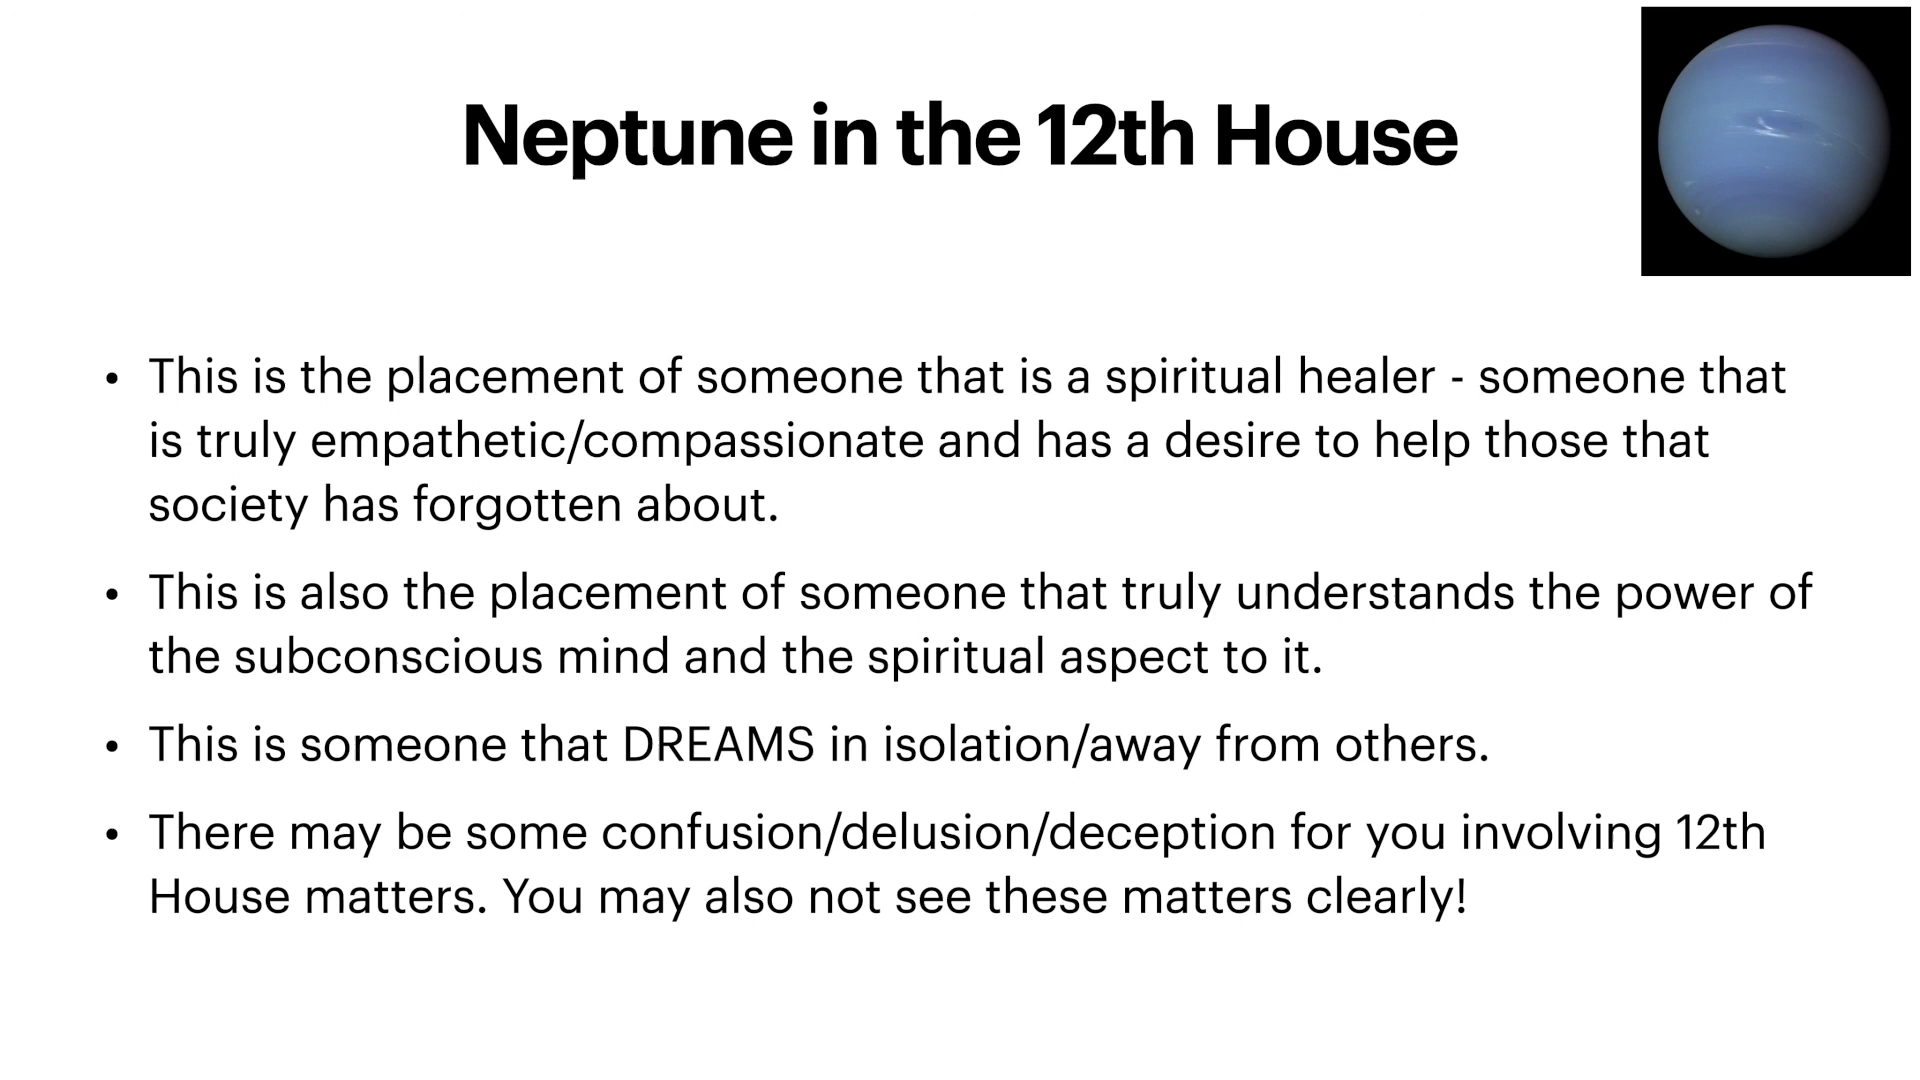 Neptune in the 12th House
• This is the placement of someone that is a spiritual healer - someone that
is truly empathetic/compassionate and has a desire to help those that
society has forgotten about.
• This is also the placement of someone that truly understands the power of
the subconscious mind and the spiritual aspect to it.
• This is someone that DREAMS in isolation/away from others.
• There may be some confusion/delusion/deception for you involving 12th
House matters. You may also not see these matters clearly!